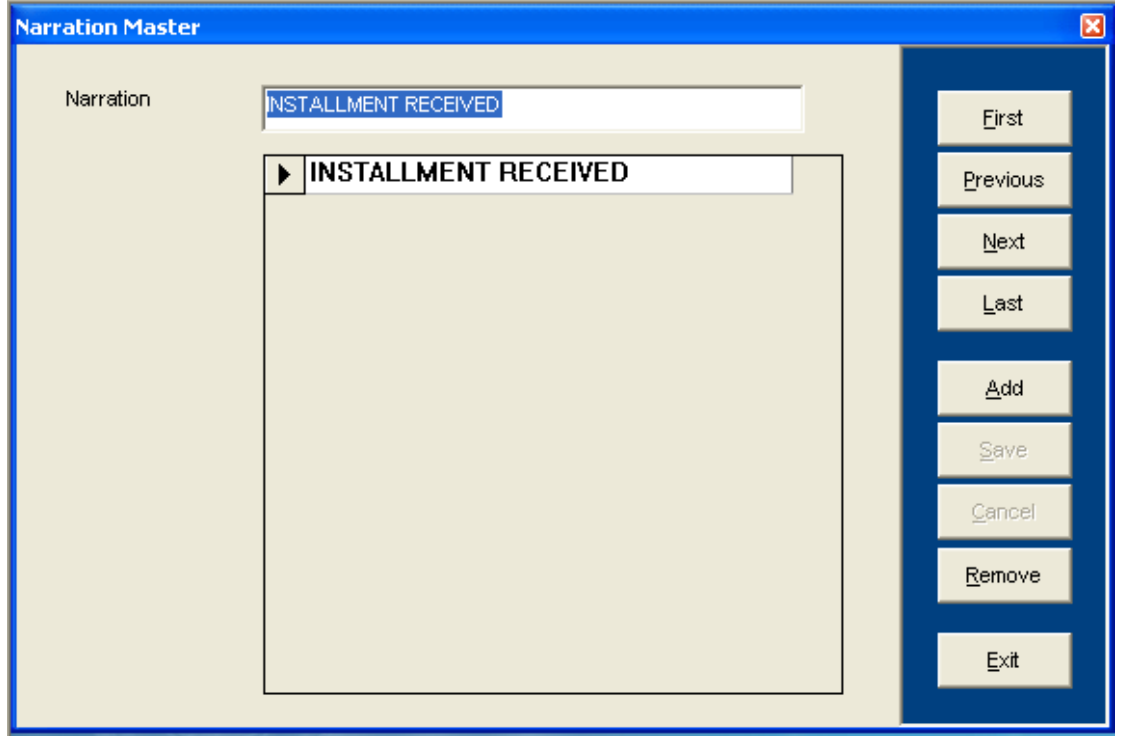 Narration Master
Narration
INSTALLMENT RECEIVED
INSTALLMENT RECEIVED
First
Previous
Next
Last
Add
Save
Cancel
Remove
Exit